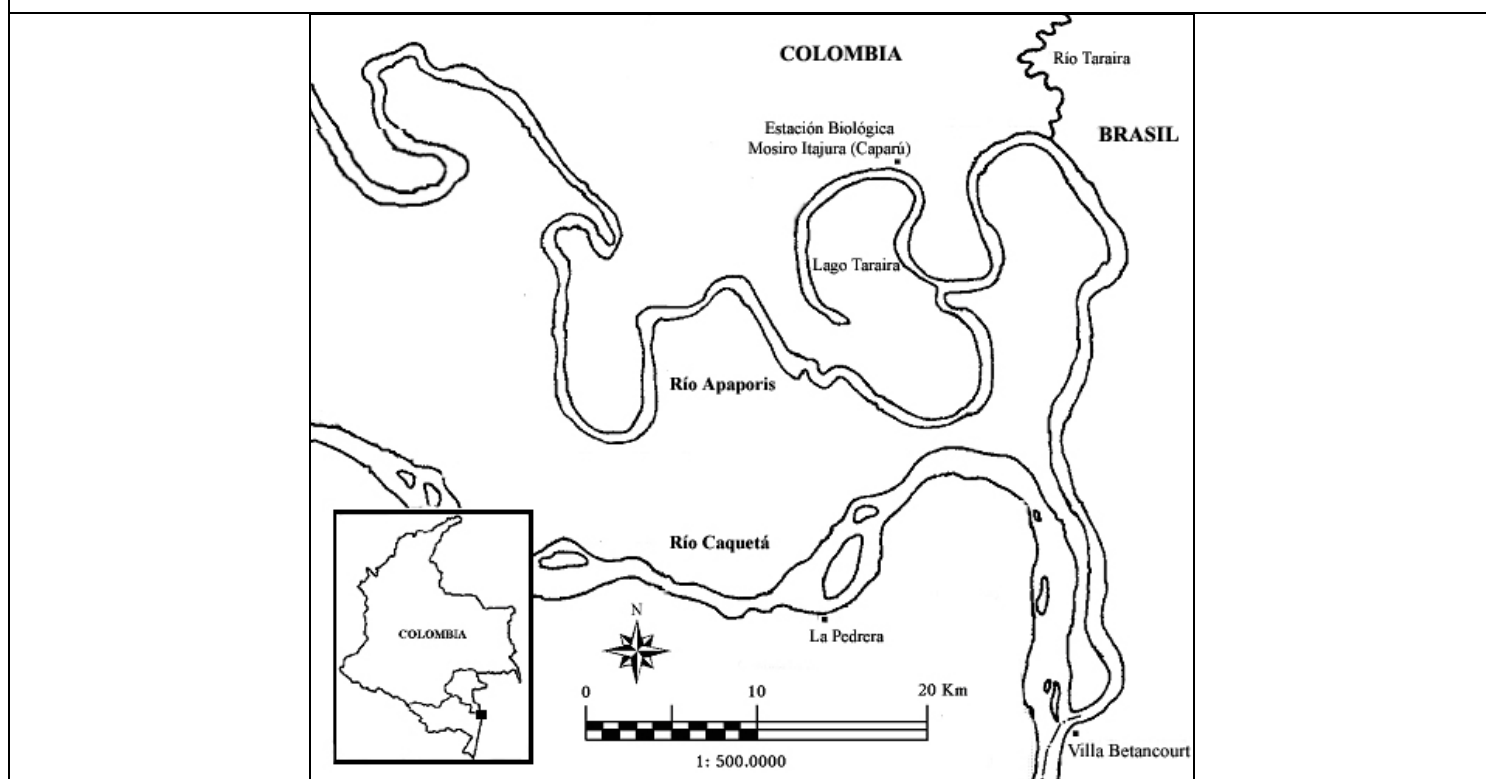 COLOMBIA
Río Taraira
BRASIL
Estación Biológica
Mosiro Itajura (Caparú)
Lago Taraira
Río Apaporis
Río Caquetá
COLOMBIA
N
La Pedrera
0 10 20 Km
1: 500.0000
Villa Betancourt